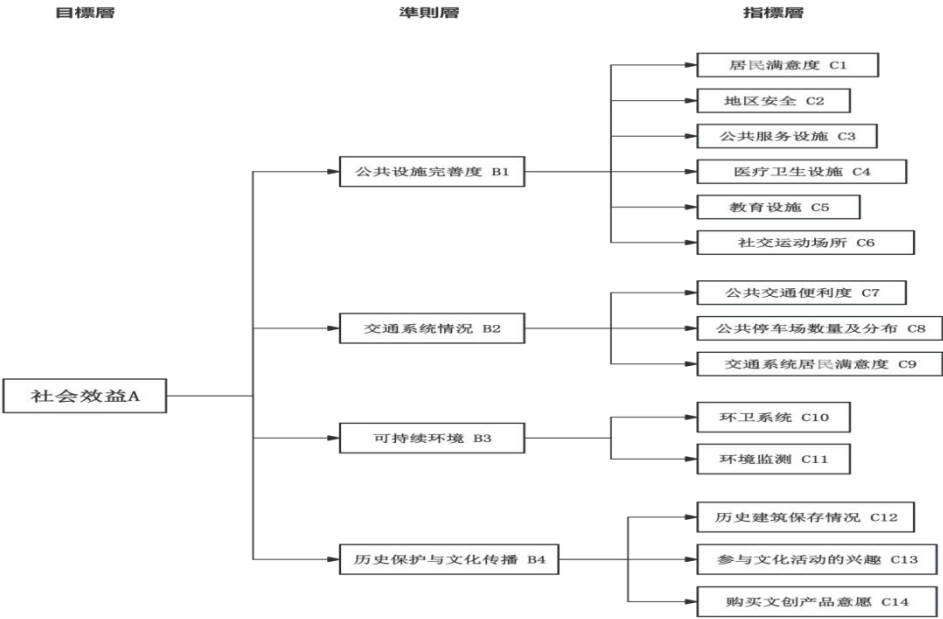 目標層
準則層
指標層
居民满意度 C1
地区安全 C2
公共服务设施 C3
公共设施完善度 B1
医疗卫生设施 C4
教育设施 C5
社交运动场所 C6
公共交通便利度 C7
交通系统情况 B2
公共停车场数量及分布 C8
交通系统居民满意度 C9
社会效益A
环卫系统 C10
可持续环境 B3
环境监测 C11
历史建筑保存情况 C12
历史保护与文化传播 B4
参与文化活动的兴趣 C13
购买文创产品意愿 C14